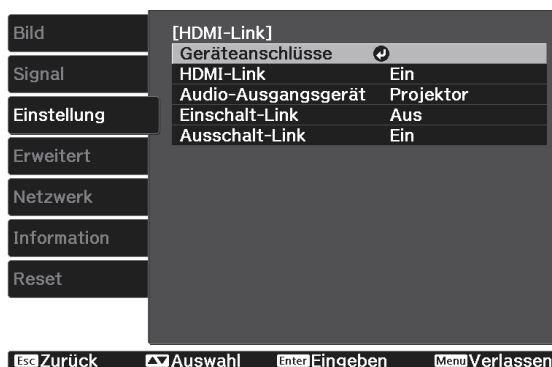 Bild
Signal
Einstellung
Erweitert
Netzwerk
Information
Reset
[HDMI-Link]
Geräteanschlüsse
HDMI-Link Ein
Audio-Ausgangsgerät Projektor
Einschalt-Link Aus
Ausschalt-Link Ein
Esc Zurück Auswahl Enter Eingeben Menu Verlassen